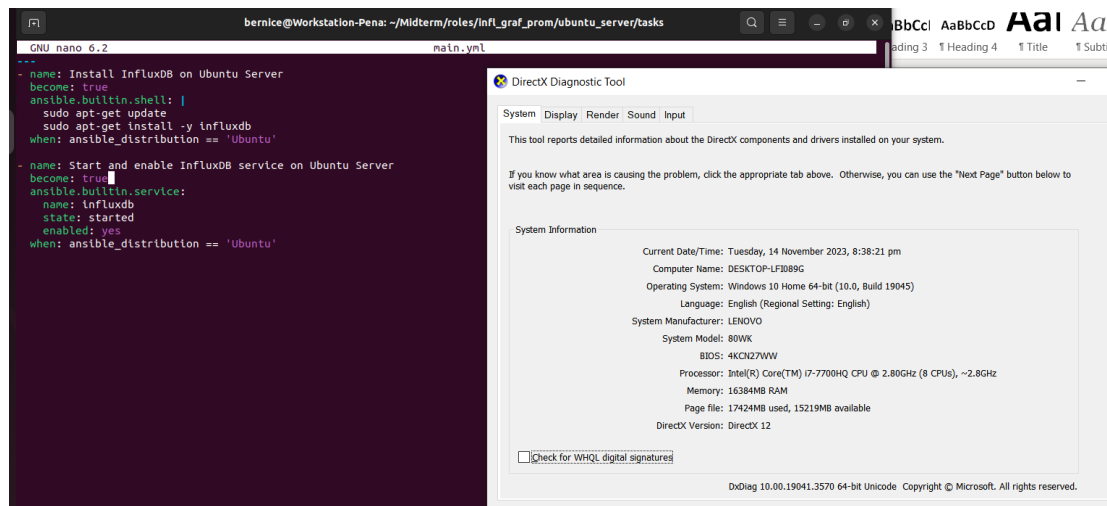 bernice@Workstation-Pena: ~/Midterm/roles/infl_graf_prom/ubuntu_server/tasks
GNU nano 6.2 main.yml
---
- name: Install InfluxDB on Ubuntu Server
  become: true
  ansible.builtin.shell: |
    sudo apt-get update
    sudo apt-get install -y influxdb
  when: ansible_distribution == 'Ubuntu'

- name: Start and enable InfluxDB service on Ubuntu Server
  become: true
  ansible.builtin.service:
    name: influxdb
    state: started
    enabled: yes
  when: ansible_distribution == 'Ubuntu'
AaBbCcD
ading 3 ¶ Heading 4 ¶ Title ¶ Subti
DirectX Diagnostic Tool
System Display Render Sound Input
This tool reports detailed information about the DirectX components and drivers installed on your system.
If you know what area is causing the problem, click the appropriate tab above. Otherwise, you can use the "Next Page" button below to
visit each page in sequence.
System Information
Current Date/Time: Tuesday, 14 November 2023, 8:38:21 pm
Computer Name: DESKTOP-LFI089G
Operating System: Windows 10 Home 64-bit (10.0, Build 19045)
Language: English (Regional Setting: English)
System Manufacturer: LENOVO
System Model: 80WK
BIOS: 4KCN27WW
Processor: Intel(R) Core(TM) i7-7700HQ CPU @ 2.80GHz (8 CPUs), ~2.8GHz
Memory: 16384MB RAM
Page file: 17424MB used, 15219MB available
DirectX Version: DirectX 12
Check for WHQL digital signatures
DxDiag 10.00.19041.3570 64-bit Unicode Copyright © Microsoft. All rights reserved.